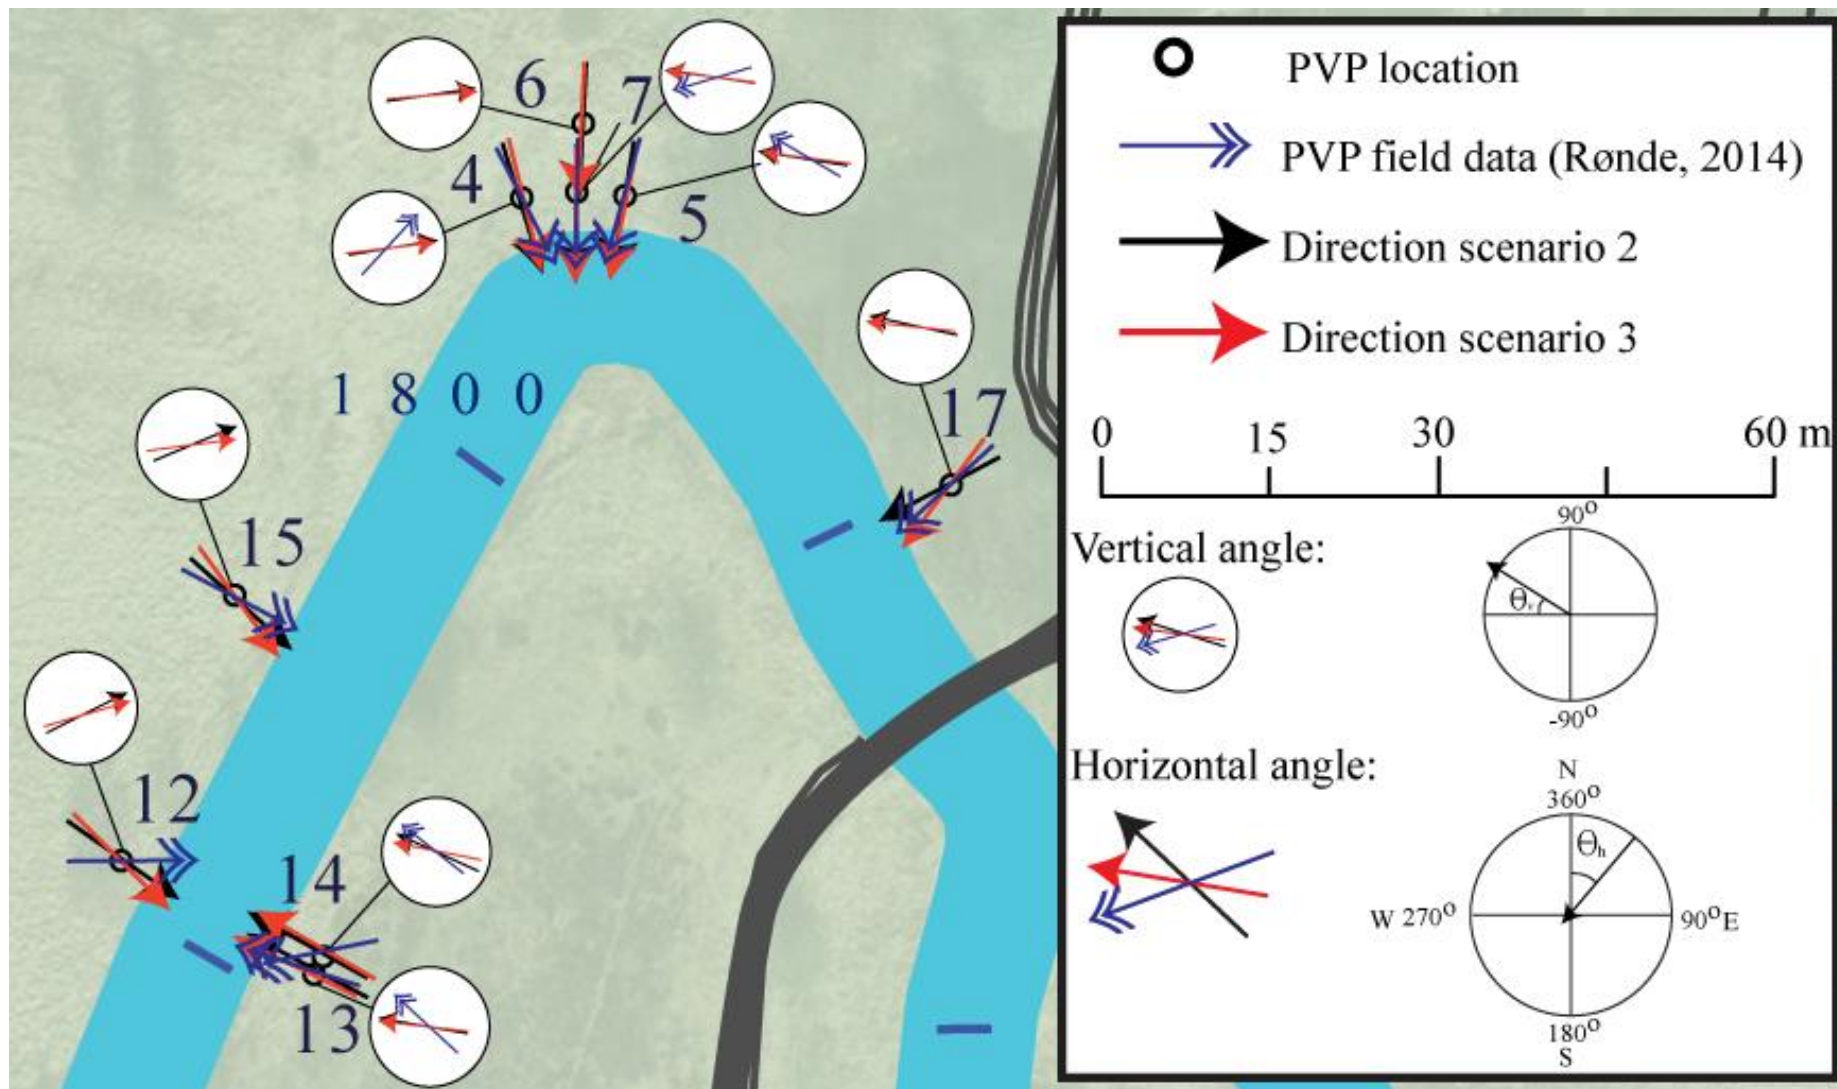 6
7
4
5
1 8 0 0
17
15
12
14
13
PVP location
PVP field data (Rønde, 2014)
Direction scenario 2
Direction scenario 3
0 15 30 60 m
Vertical angle:
90°
θᵥ
-90°
Horizontal angle:
N
360°
θₕ
W 270° 90°E
180°
S